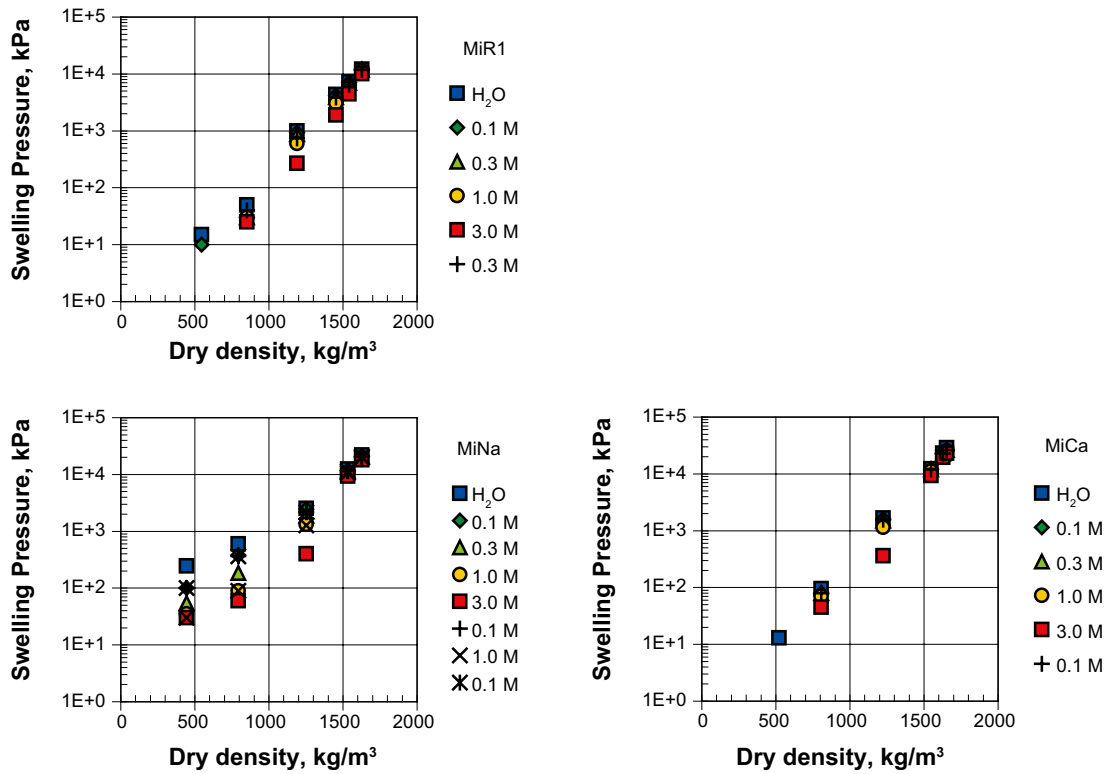 Swelling Pressure, kPa
1E+5
1E+4
1E+3
1E+2
1E+1
1E+0
0 500 1000 1500 2000
Dry density, kg/m³
MiR1
H₂O
0.1 M
0.3 M
1.0 M
3.0 M
0.3 M
Swelling Pressure, kPa
1E+5
1E+4
1E+3
1E+2
1E+1
1E+0
0 500 1000 1500 2000
Dry density, kg/m³
MiNa
H₂O
0.1 M
0.3 M
1.0 M
3.0 M
0.1 M
1.0 M
0.1 M
Swelling Pressure, kPa
1E+5
1E+4
1E+3
1E+2
1E+1
1E+0
0 500 1000 1500 2000
Dry density, kg/m³
MiCa
H₂O
0.1 M
0.3 M
1.0 M
3.0 M
0.1 M